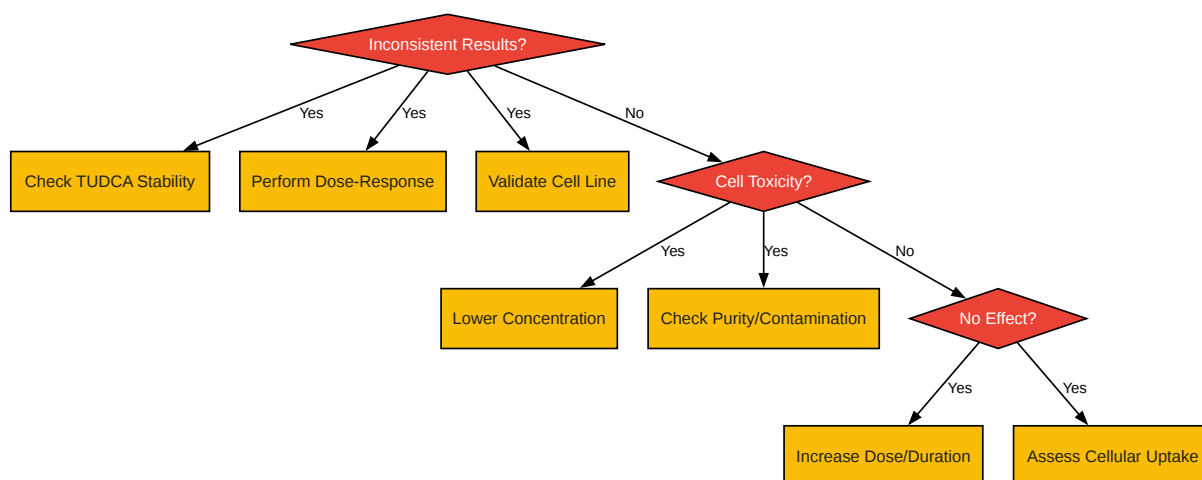 Inconsistent Results?
Yes
Yes
Yes
No
Check TUDCA Stability
Perform Dose-Response
Validate Cell Line
Cell Toxicity?
Yes
Yes
No
Lower Concentration
Check Purity/Contamination
No Effect?
Yes
Yes
Increase Dose/Duration
Assess Cellular Uptake